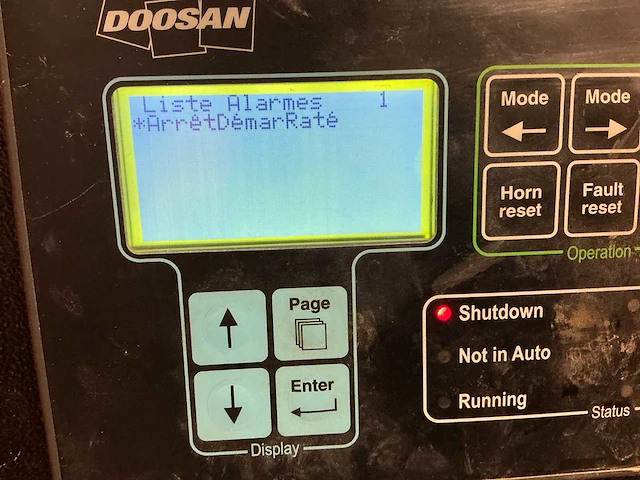 DOOSAN
Liste Alarmes 1
*ArrêtDémarRaté
Mode
Mode
Horn
reset
Fault
reset
Operation
Page
Enter
Display
Shutdown
Not in Auto
Running
Status